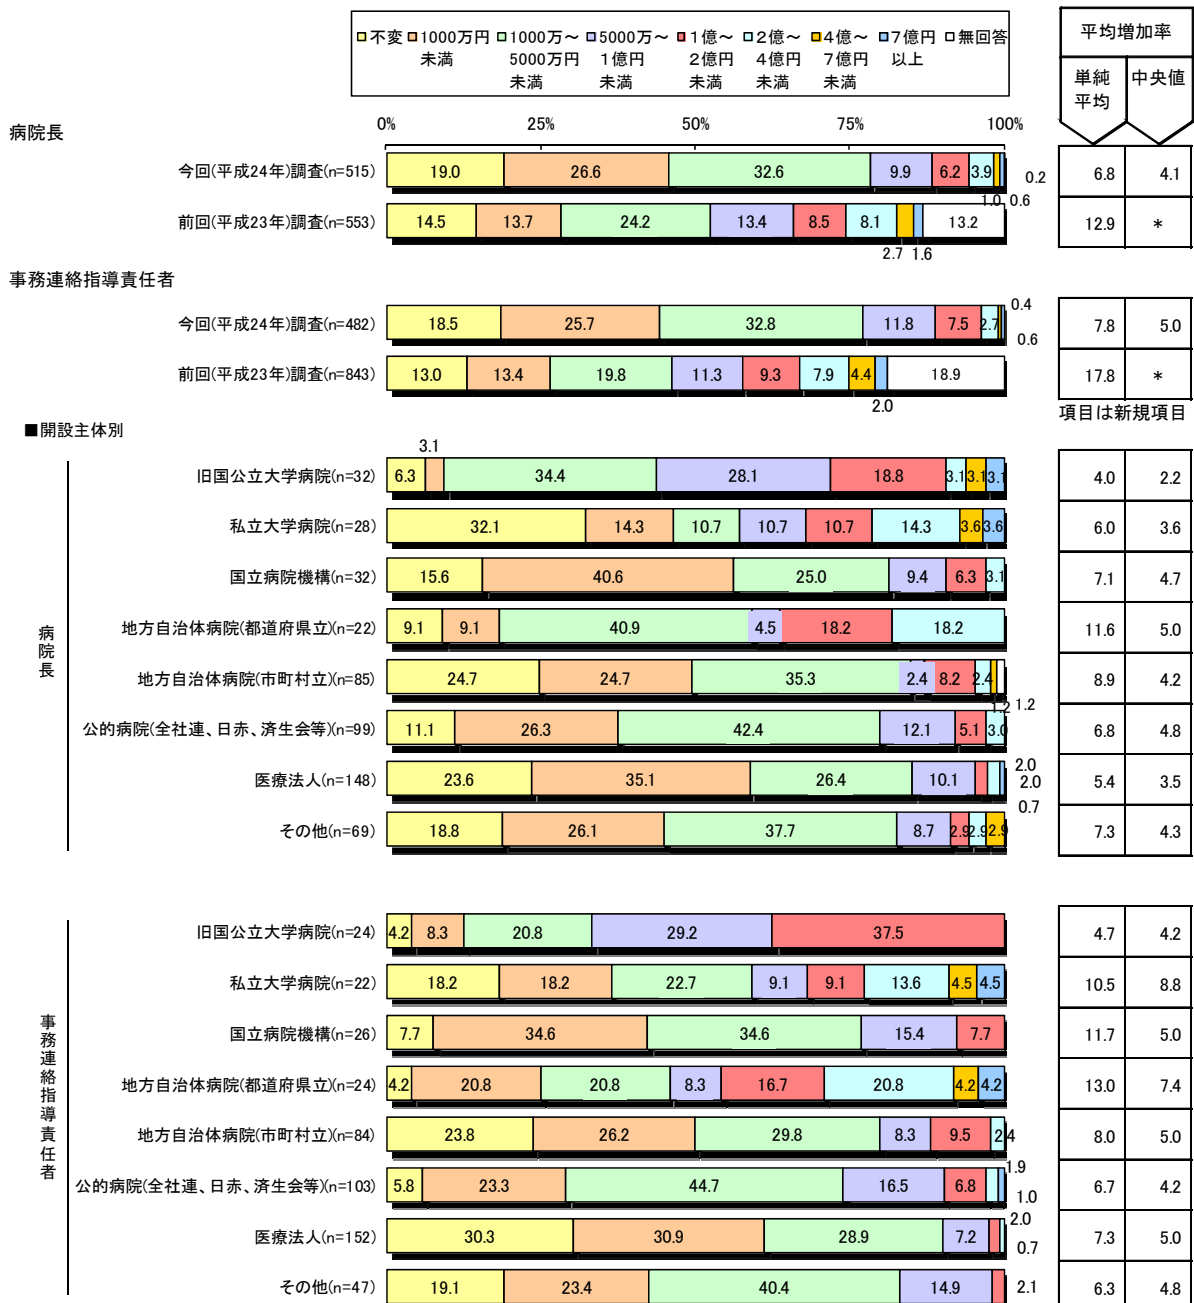 不変 1000万円未満 1000万～5000万円未満 5000万～1億円未満 1億～2億円未満 2億～4億円未満 4億～7億円未満 7億円以上 無回答
平均増加率
単純平均 中央値
0% 25% 50% 75% 100%
病院長
今回(平成24年)調査(n=515) 19.0 26.6 32.6 9.9 6.2 3.9 1.0 0.6 0.2 6.8 4.1
前回(平成23年)調査(n=553) 14.5 13.7 24.2 13.4 8.5 8.1 2.7 1.6 13.2 12.9 *
事務連絡指導責任者
今回(平成24年)調査(n=482) 18.5 25.7 32.8 11.8 7.5 2.7 0.4 0.6 7.8 5.0
前回(平成23年)調査(n=843) 13.0 13.4 19.8 11.3 9.3 7.9 4.4 2.0 18.9 17.8 *
項目は新規項目
■開設主体別
病院長
旧国公立大学病院(n=32) 6.3 3.1 34.4 28.1 18.8 3.1 3.1 3.1 4.0 2.2
私立大学病院(n=28) 32.1 14.3 10.7 10.7 10.7 14.3 3.6 3.6 6.0 3.6
国立病院機構(n=32) 15.6 40.6 25.0 9.4 6.3 3.1 7.1 4.7
地方自治体病院(都道府県立)(n=22) 9.1 9.1 40.9 4.5 18.2 18.2 11.6 5.0
地方自治体病院(市町村立)(n=85) 24.7 24.7 35.3 2.4 8.2 2.4 1.2 1.2 8.9 4.2
公的病院(全社連、日赤、済生会等)(n=99) 11.1 26.3 42.4 12.1 5.1 3.0 6.8 4.8
医療法人(n=148) 23.6 35.1 26.4 10.1 2.0 2.0 0.7 5.4 3.5
その他(n=69) 18.8 26.1 37.7 8.7 2.9 2.9 2.9 7.3 4.3
事務連絡指導責任者
旧国公立大学病院(n=24) 4.2 8.3 20.8 29.2 37.5 4.7 4.2
私立大学病院(n=22) 18.2 18.2 22.7 9.1 9.1 13.6 4.5 4.5 10.5 8.8
国立病院機構(n=26) 7.7 34.6 34.6 15.4 7.7 11.7 5.0
地方自治体病院(都道府県立)(n=24) 4.2 20.8 20.8 8.3 16.7 20.8 4.2 4.2 13.0 7.4
地方自治体病院(市町村立)(n=84) 23.8 26.2 29.8 8.3 9.5 2.4 8.0 5.0
公的病院(全社連、日赤、済生会等)(n=103) 5.8 23.3 44.7 16.5 6.8 1.9 1.0 6.7 4.2
医療法人(n=152) 30.3 30.9 28.9 7.2 2.0 0.7 7.3 5.0
その他(n=47) 19.1 23.4 40.4 14.9 2.1 6.3 4.8